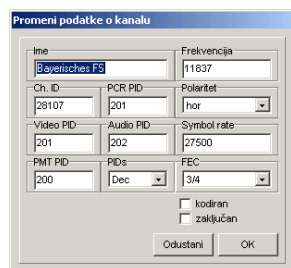 Promeni podatke o kanalu
Ime Frekvencija
Bayerisches FS 11837
Ch. ID PCR PID Polaritet
28107 201 hor
Video PID Audio PID Symbol rate
201 202 27500
PMT PID PIDs FEC
200 Dec 3/4
kodiran
zaključan
Odustani OK